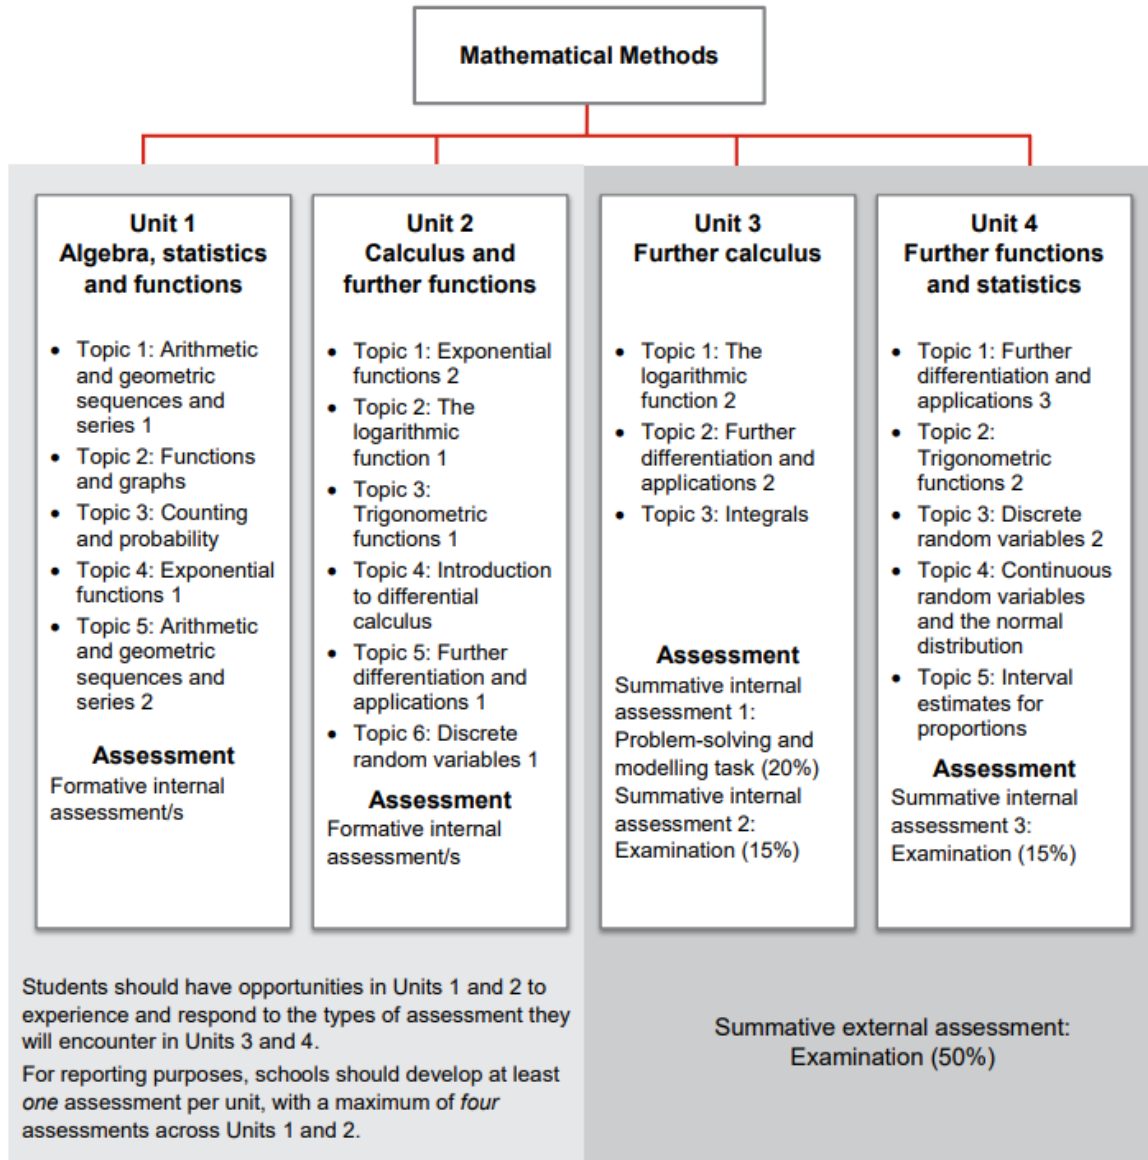 Mathematical Methods
Unit 1
Algebra, statistics
and functions
• Topic 1: Arithmetic
and geometric
sequences and
series 1
• Topic 2: Functions
and graphs
• Topic 3: Counting
and probability
• Topic 4: Exponential
functions 1
• Topic 5: Arithmetic
and geometric
sequences and
series 2
Assessment
Formative internal
assessment/s
Unit 2
Calculus and
further functions
• Topic 1: Exponential
functions 2
• Topic 2: The
logarithmic
function 1
• Topic 3:
Trigonometric
functions 1
• Topic 4: Introduction
to differential
calculus
• Topic 5: Further
differentiation and
applications 1
• Topic 6: Discrete
random variables 1
Assessment
Formative internal
assessment/s
Unit 3
Further calculus
• Topic 1: The
logarithmic
function 2
• Topic 2: Further
differentiation and
applications 2
• Topic 3: Integrals
Assessment
Summative internal
assessment 1:
Problem-solving and
modelling task (20%)
Summative internal
assessment 2:
Examination (15%)
Unit 4
Further functions
and statistics
• Topic 1: Further
differentiation and
applications 3
• Topic 2:
Trigonometric
functions 2
• Topic 3: Discrete
random variables 2
• Topic 4: Continuous
random variables
and the normal
distribution
• Topic 5: Interval
estimates for
proportions
Assessment
Summative internal
assessment 3:
Examination (15%)
Students should have opportunities in Units 1 and 2 to
experience and respond to the types of assessment they
will encounter in Units 3 and 4.
For reporting purposes, schools should develop at least
one assessment per unit, with a maximum of four
assessments across Units 1 and 2.
Summative external assessment:
Examination (50%)